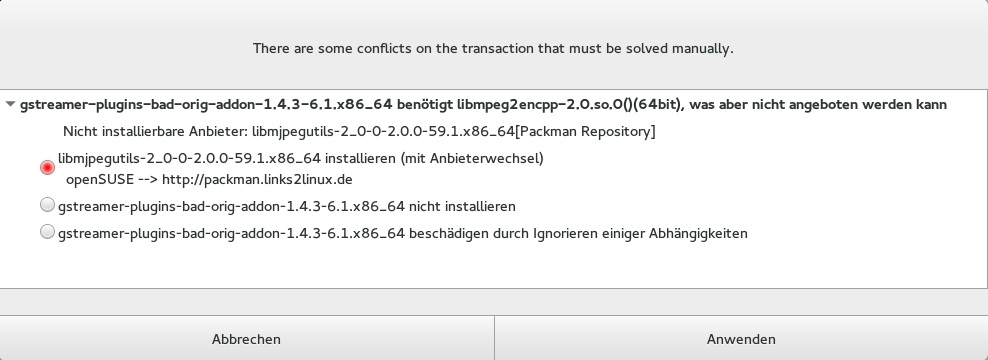 There are some conflicts on the transaction that must be solved manually.
gstreamer-plugins-bad-orig-addon-1.4.3-6.1.x86_64 benötigt libmpeg2encpp-2.0.so.0()(64bit), was aber nicht angeboten werden kann
Nicht installierbare Anbieter: libmjpegutils-2_0-0-2.0.0-59.1.x86_64[Packman Repository]
libmjpegutils-2_0-0-2.0.0-59.1.x86_64 installieren (mit Anbieterwechsel)
openSUSE --> http://packman.links2linux.de
gstreamer-plugins-bad-orig-addon-1.4.3-6.1.x86_64 nicht installieren
gstreamer-plugins-bad-orig-addon-1.4.3-6.1.x86_64 beschädigen durch Ignorieren einiger Abhängigkeiten
Abbrechen
Anwenden